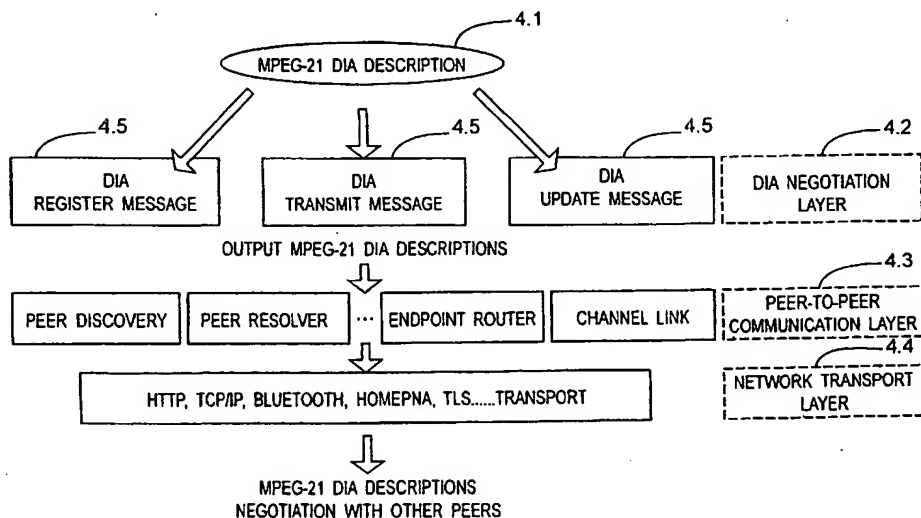 4.1
MPEG-21 DIA DESCRIPTION
4.5
4.5
4.5
4.2
DIA
REGISTER MESSAGE
DIA
TRANSMIT MESSAGE
DIA
UPDATE MESSAGE
DIA NEGOTIATION
LAYER
OUTPUT MPEG-21 DIA DESCRIPTIONS
4.3
PEER DISCOVERY
PEER RESOLVER
...
ENDPOINT ROUTER
CHANNEL LINK
PEER-TO-PEER
COMMUNICATION LAYER
4.4
HTTP, TCP/IP, BLUETOOTH, HOMEPNA, TLS......TRANSPORT
NETWORK TRANSPORT
LAYER
MPEG-21 DIA DESCRIPTIONS
NEGOTIATION WITH OTHER PEERS